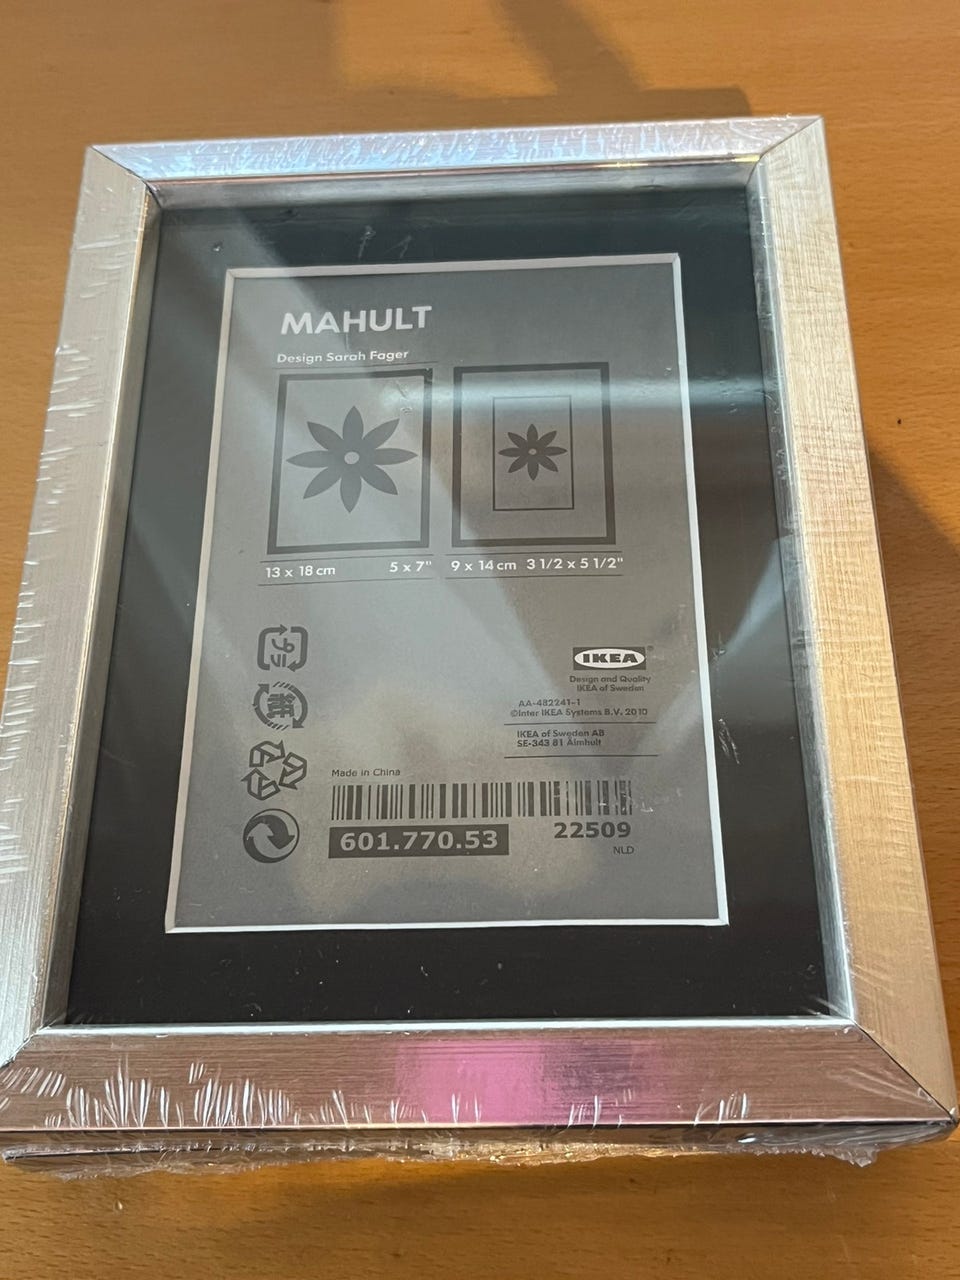 MAHULT
Design Sarah Fager
13 x 18 cm 5 x 7"
9 x 14 cm 3 1/2 x 5 1/2"
IKEA®
Design and Quality
IKEA of Sweden
AA-482241-1
©Inter IKEA Systems B.V. 2010
IKEA of Sweden AB
SE-343 81 Älmhult
Made in China
601.770.53
22509
NLD